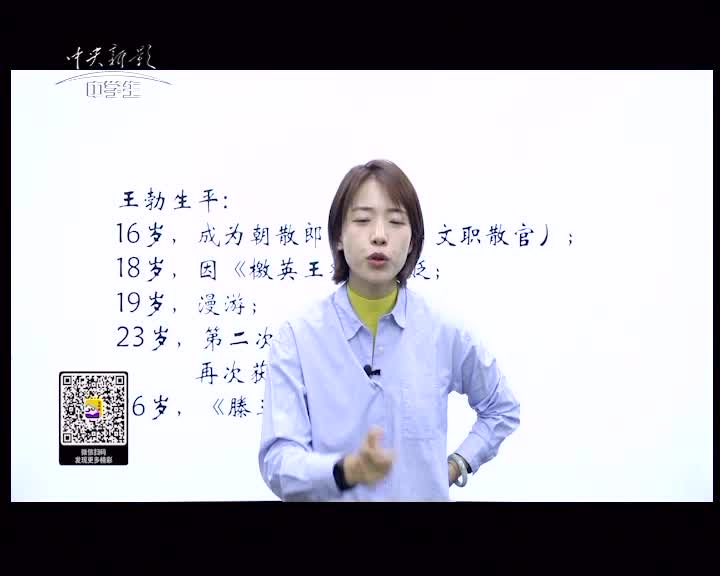 中央新影
中学生
王勃生平：
16岁，成为朝散郎 文职散官）；
18岁，因《檄英王 贬；
19岁，漫游；
23岁，第二次
再次获
6岁，《滕王
微信扫码
发现更多精彩